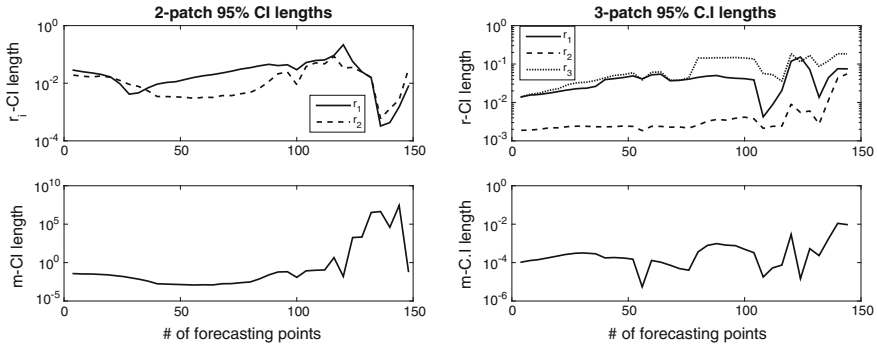 2-patch 95% CI lengths
r_i-CI length
10^0
10^-2
10^-4
0
50
100
150
r_1
r_2
m-CI length
10^10
10^5
10^0
10^-5
0
50
100
150
# of forecasting points
3-patch 95% C.I lengths
r-CI length
10^0
10^-1
10^-2
10^-3
0
50
100
150
r_1
r_2
r_3
m-C.I length
10^0
10^-2
10^-4
10^-6
0
50
100
150
# of forecasting points